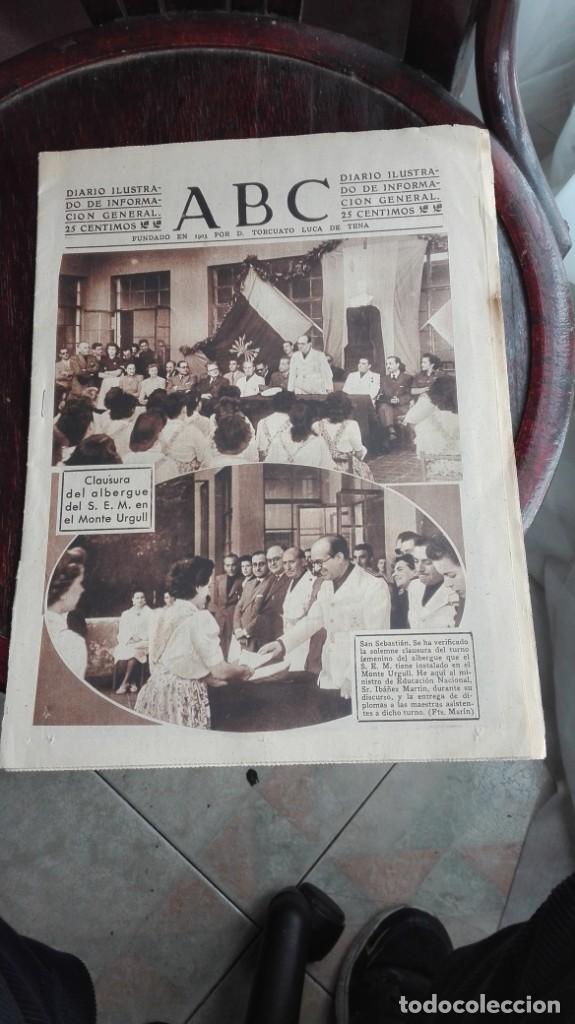 DIARIO ILUSTRA-
DO DE INFORMA-
CION GENERAL.
25 CENTIMOS
ABC
DIARIO ILUSTRA-
DO DE INFORMA-
CION GENERAL.
25 CENTIMOS
FUNDADO EN 1905 POR D. TORCUATO LUCA DE TENA
Clausura
del albergue
del S. E. M. en
el Monte Urgull
San Sebastián. Se ha verificado
la solemne clausura del turno
femenino del albergue que el
S. E. M. tiene instalado en el
Monte Urgull. He aquí al mi-
nistro de Educación Nacional,
Sr. Ibáñez Martín, durante su
discurso, y la entrega de di-
plomas a las maestras asisten-
tes a dicho turno. (Fts. Marín)
todocoleccion.net